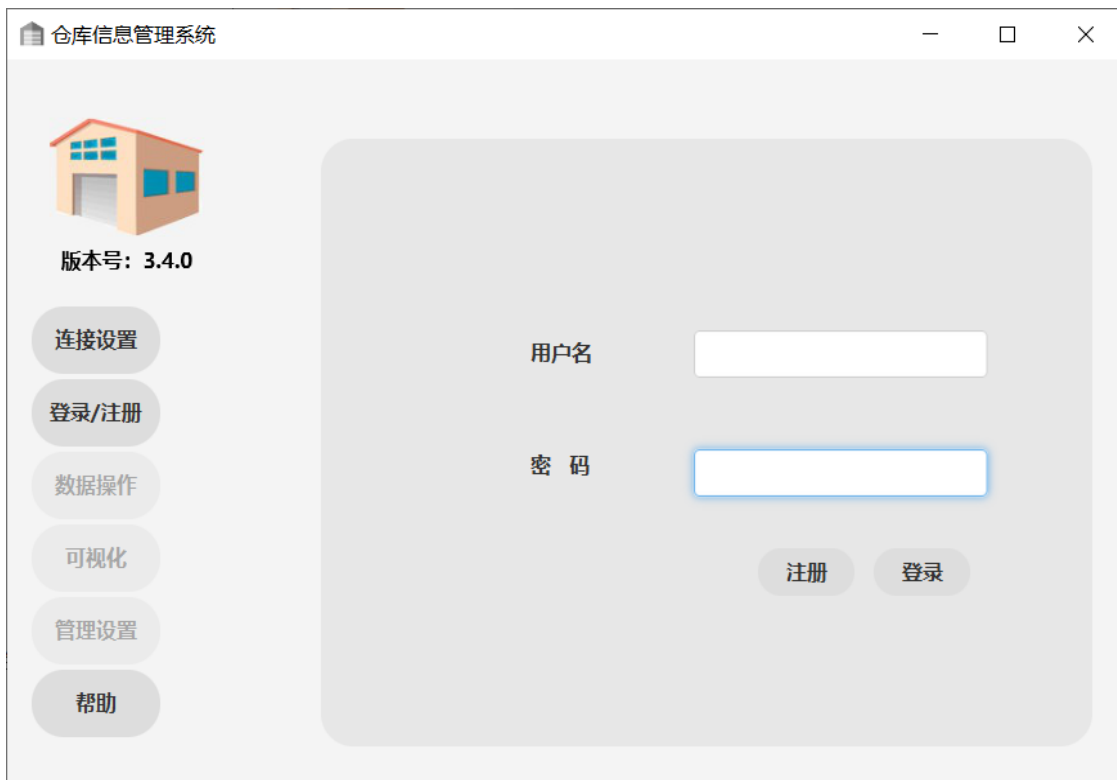 仓库信息管理系统
版本号：3.4.0
连接设置
登录/注册
数据操作
可视化
管理设置
帮助
用户名
密 码
注册 登录